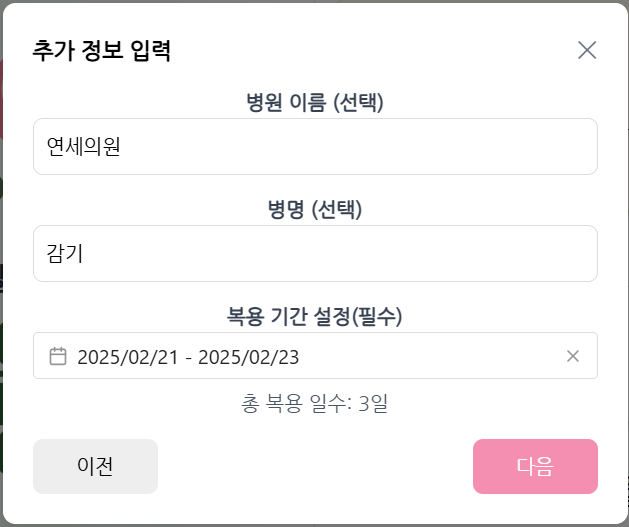 추가 정보 입력
병원 이름 (선택)
연세의원
병명 (선택)
감기
복용 기간 설정(필수)
2025/02/21 - 2025/02/23
총 복용 일수: 3일
이전
다음